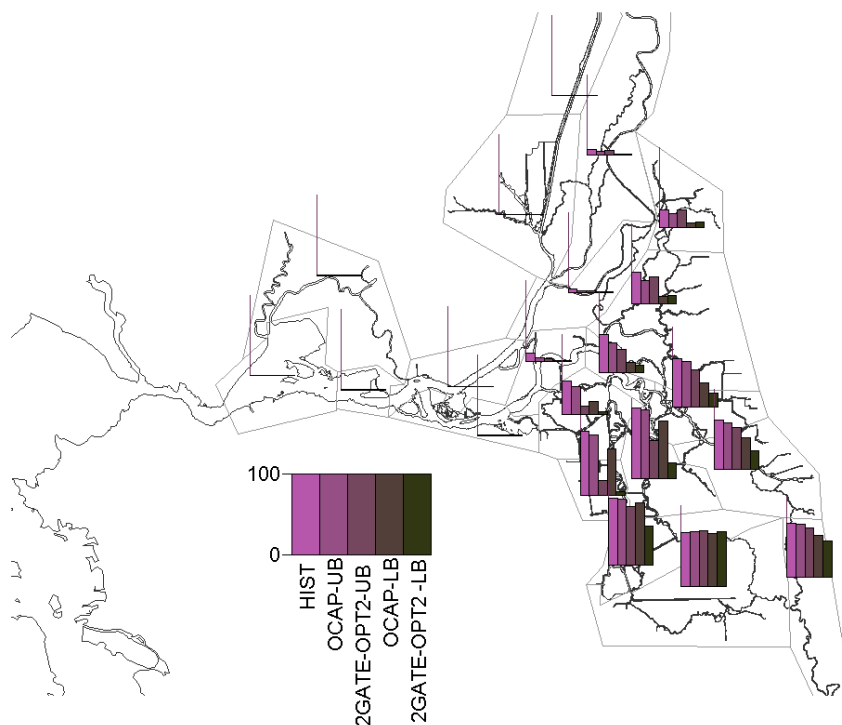 100
0
HIST
OCAP-UB
2GATE-OPT2-UB
OCAP-LB
2GATE-OPT2 -LB